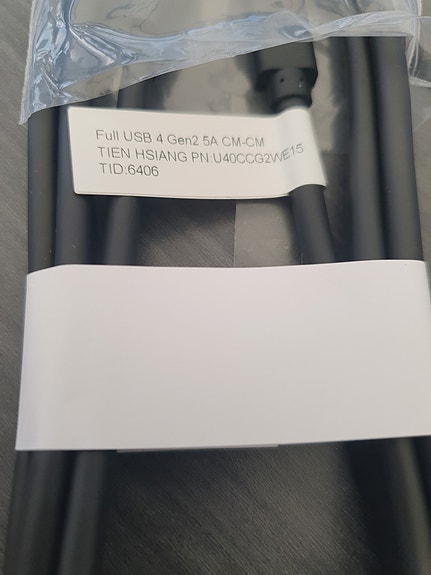 Full USB 4 Gen2 5A CM-CM
TIEN HSIANG PN:U40CCG2WE15
TID:6406